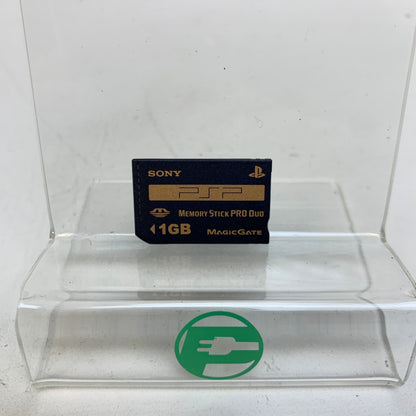 SONY
PSP
MEMORY STICK PRO DUO
1GB MAGICGATE